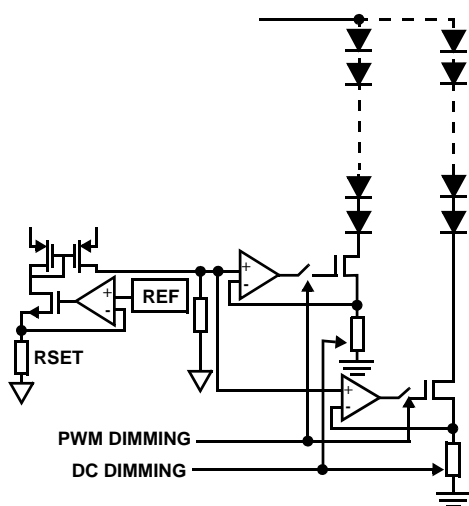 +
-
+
-
REF
RSET
+
-
PWM DIMMING
DC DIMMING